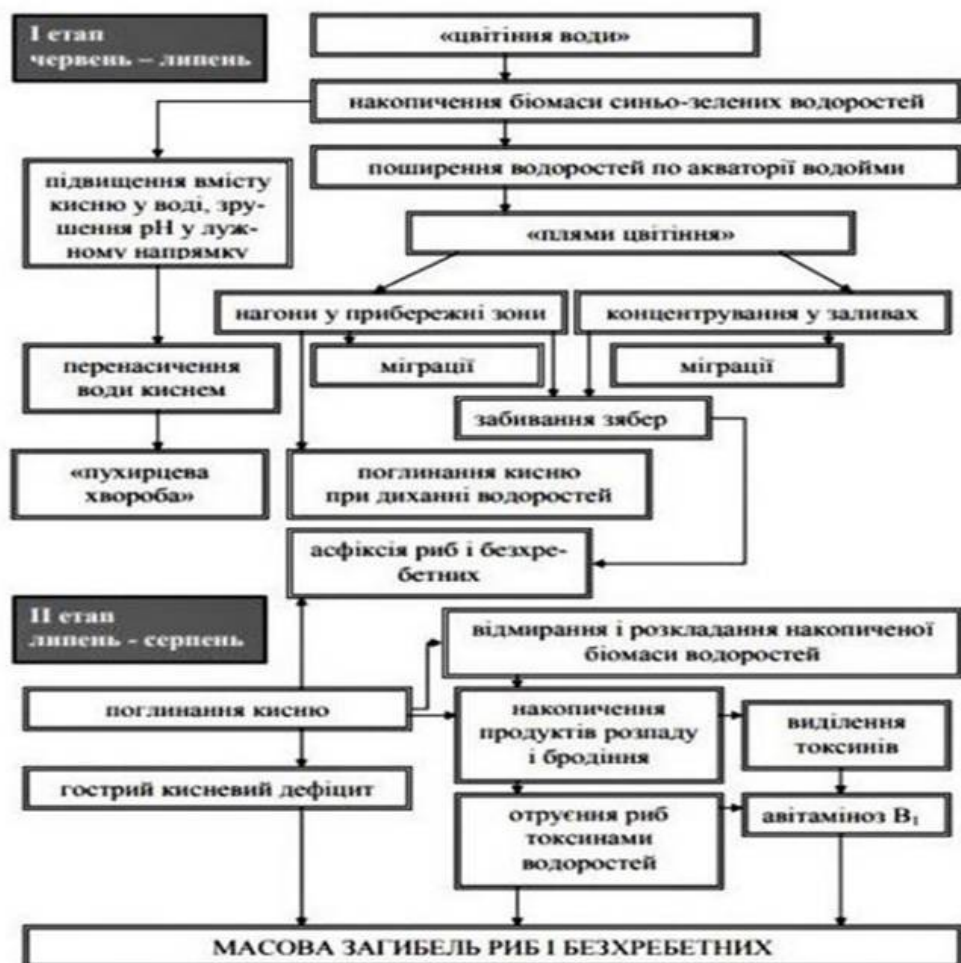 І етап
червень – липень
«цвітіння води»
накопичення біомаси синьо-зелених водоростей
підвищення вмісту
кисню у воді, зру-
шення рН у луж-
ному напрямку
поширення водоростей по акваторії водойми
«плями цвітіння»
нагони у прибережні зони
концентрування у заливах
перенасичення
води киснем
міграції
міграції
забивання зябер
«пухирцева
хвороба»
поглинання кисню
при диханні водоростей
асфіксія риб і безхре-
бетних
ІІ етап
липень - серпень
відмирання і розкладання накопиченої
біомаси водоростей
поглинання кисню
накопичення
продуктів розпаду
і бродіння
виділення
токсинів
гострий кисневий дефіцит
отруєння риб
токсинами
водоростей
авітаміноз В₁
МАСОВА ЗАГИБЕЛЬ РИБ І БЕЗХРЕБЕТНИХ